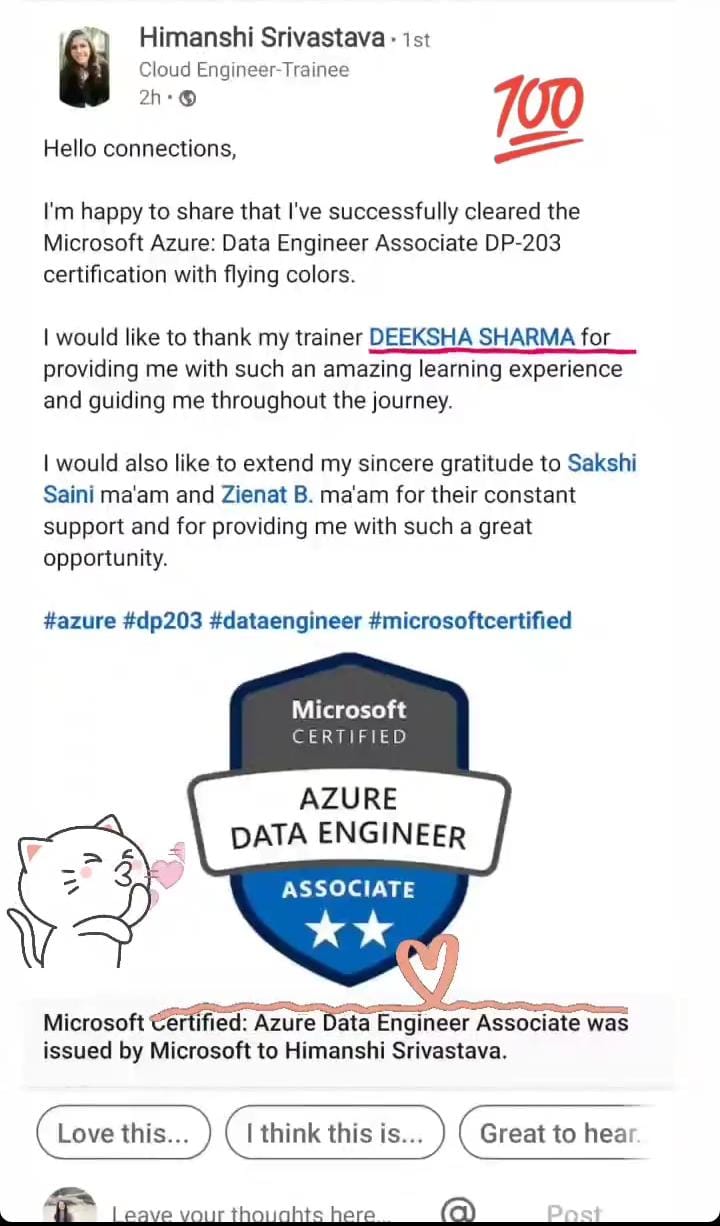 Himanshi Srivastava • 1st
Cloud Engineer-Trainee
2h •
100
Hello connections,
I'm happy to share that I've successfully cleared the
Microsoft Azure: Data Engineer Associate DP-203
certification with flying colors.
I would like to thank my trainer DEEKSHA SHARMA for
providing me with such an amazing learning experience
and guiding me throughout the journey.
I would also like to extend my sincere gratitude to Sakshi
Saini ma'am and Zienat B. ma'am for their constant
support and for providing me with such a great
opportunity.
#azure #dp203 #dataengineer #microsoftcertified
Microsoft
CERTIFIED
AZURE
DATA ENGINEER
ASSOCIATE
Microsoft Certified: Azure Data Engineer Associate was
issued by Microsoft to Himanshi Srivastava.
Love this... I think this is... Great to hear.
Leave your thoughts here... @ Post